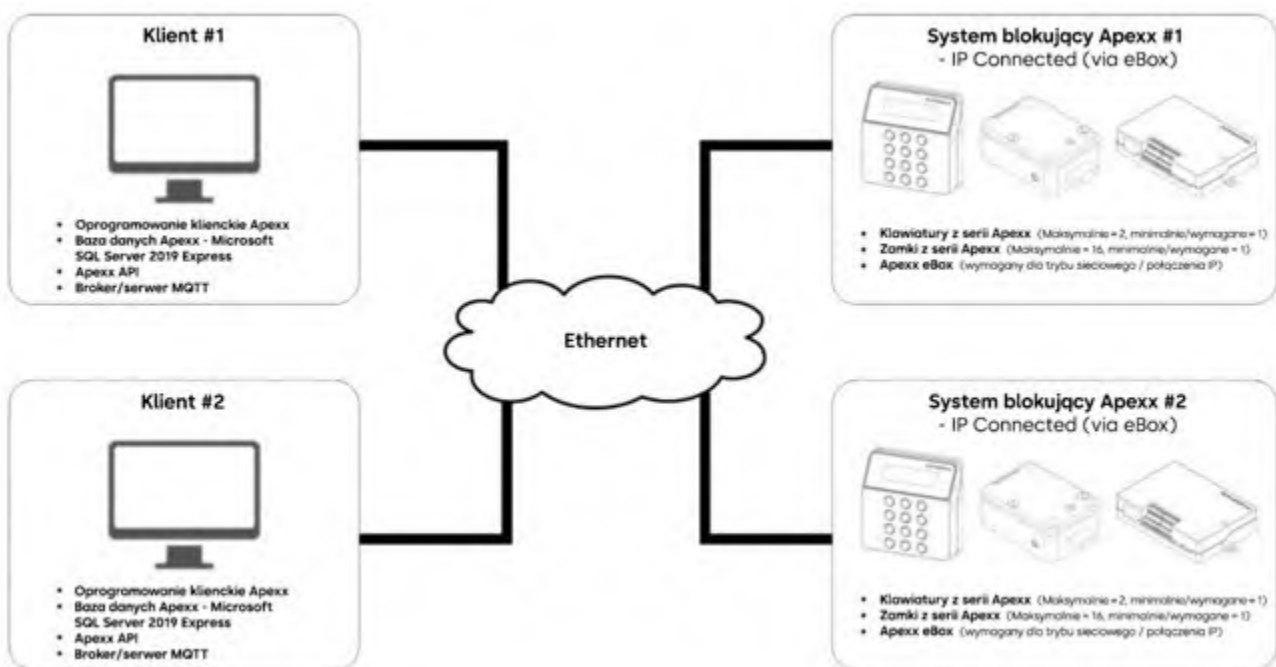 Klient #1
• Oprogramowanie klienckie Apexx
• Baza danych Apexx - Microsoft
SQL Server 2019 Express
• Apexx API
• Broker/serwer MQTT
System blokujący Apexx #1
- IP Connected (via eBox)
• Klawiatury z serii Apexx (Maksymalnie = 2, minimalnie/wymagane = 1)
• Zamki z serii Apexx (Maksymalnie = 16, minimalnie/wymagane = 1)
• Apexx eBox (wymagany dla trybu sieciowego / połączenia IP)
Ethernet
Klient #2
• Oprogramowanie klienckie Apexx
• Baza danych Apexx - Microsoft
SQL Server 2019 Express
• Apexx API
• Broker/serwer MQTT
System blokujący Apexx #2
- IP Connected (via eBox)
• Klawiatury z serii Apexx (Maksymalnie = 2, minimalnie/wymagane = 1)
• Zamki z serii Apexx (Maksymalnie = 16, minimalnie/wymagane = 1)
• Apexx eBox (wymagany dla trybu sieciowego / połączenia IP)